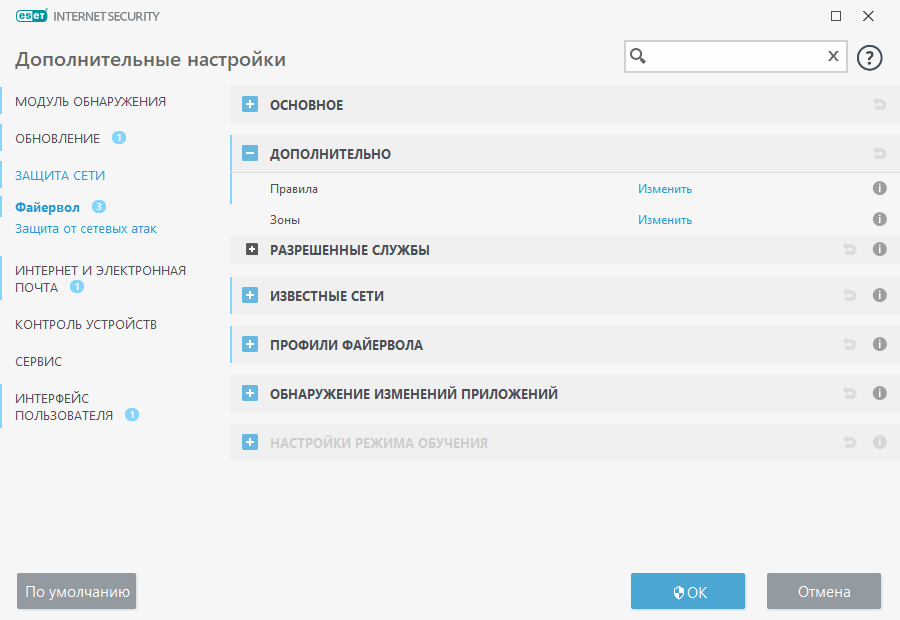 eset INTERNET SECURITY
Дополнительные настройки
x
?
МОДУЛЬ ОБНАРУЖЕНИЯ
ОБНОВЛЕНИЕ 1
ЗАЩИТА СЕТИ
Файервол 3
Защита от сетевых атак
ИНТЕРНЕТ И ЭЛЕКТРОННАЯ
ПОЧТА 1
КОНТРОЛЬ УСТРОЙСТВ
СЕРВИС
ИНТЕРФЕЙС
ПОЛЬЗОВАТЕЛЯ 1
ОСНОВНОЕ
ДОПОЛНИТЕЛЬНО
Правила Изменить
Зоны Изменить
РАЗРЕШЕННЫЕ СЛУЖБЫ
ИЗВЕСТНЫЕ СЕТИ
ПРОФИЛИ ФАЙЕРВОЛА
ОБНАРУЖЕНИЕ ИЗМЕНЕНИЙ ПРИЛОЖЕНИЙ
НАСТРОЙКИ РЕЖИМА ОБУЧЕНИЯ
По умолчанию
OK
Отмена